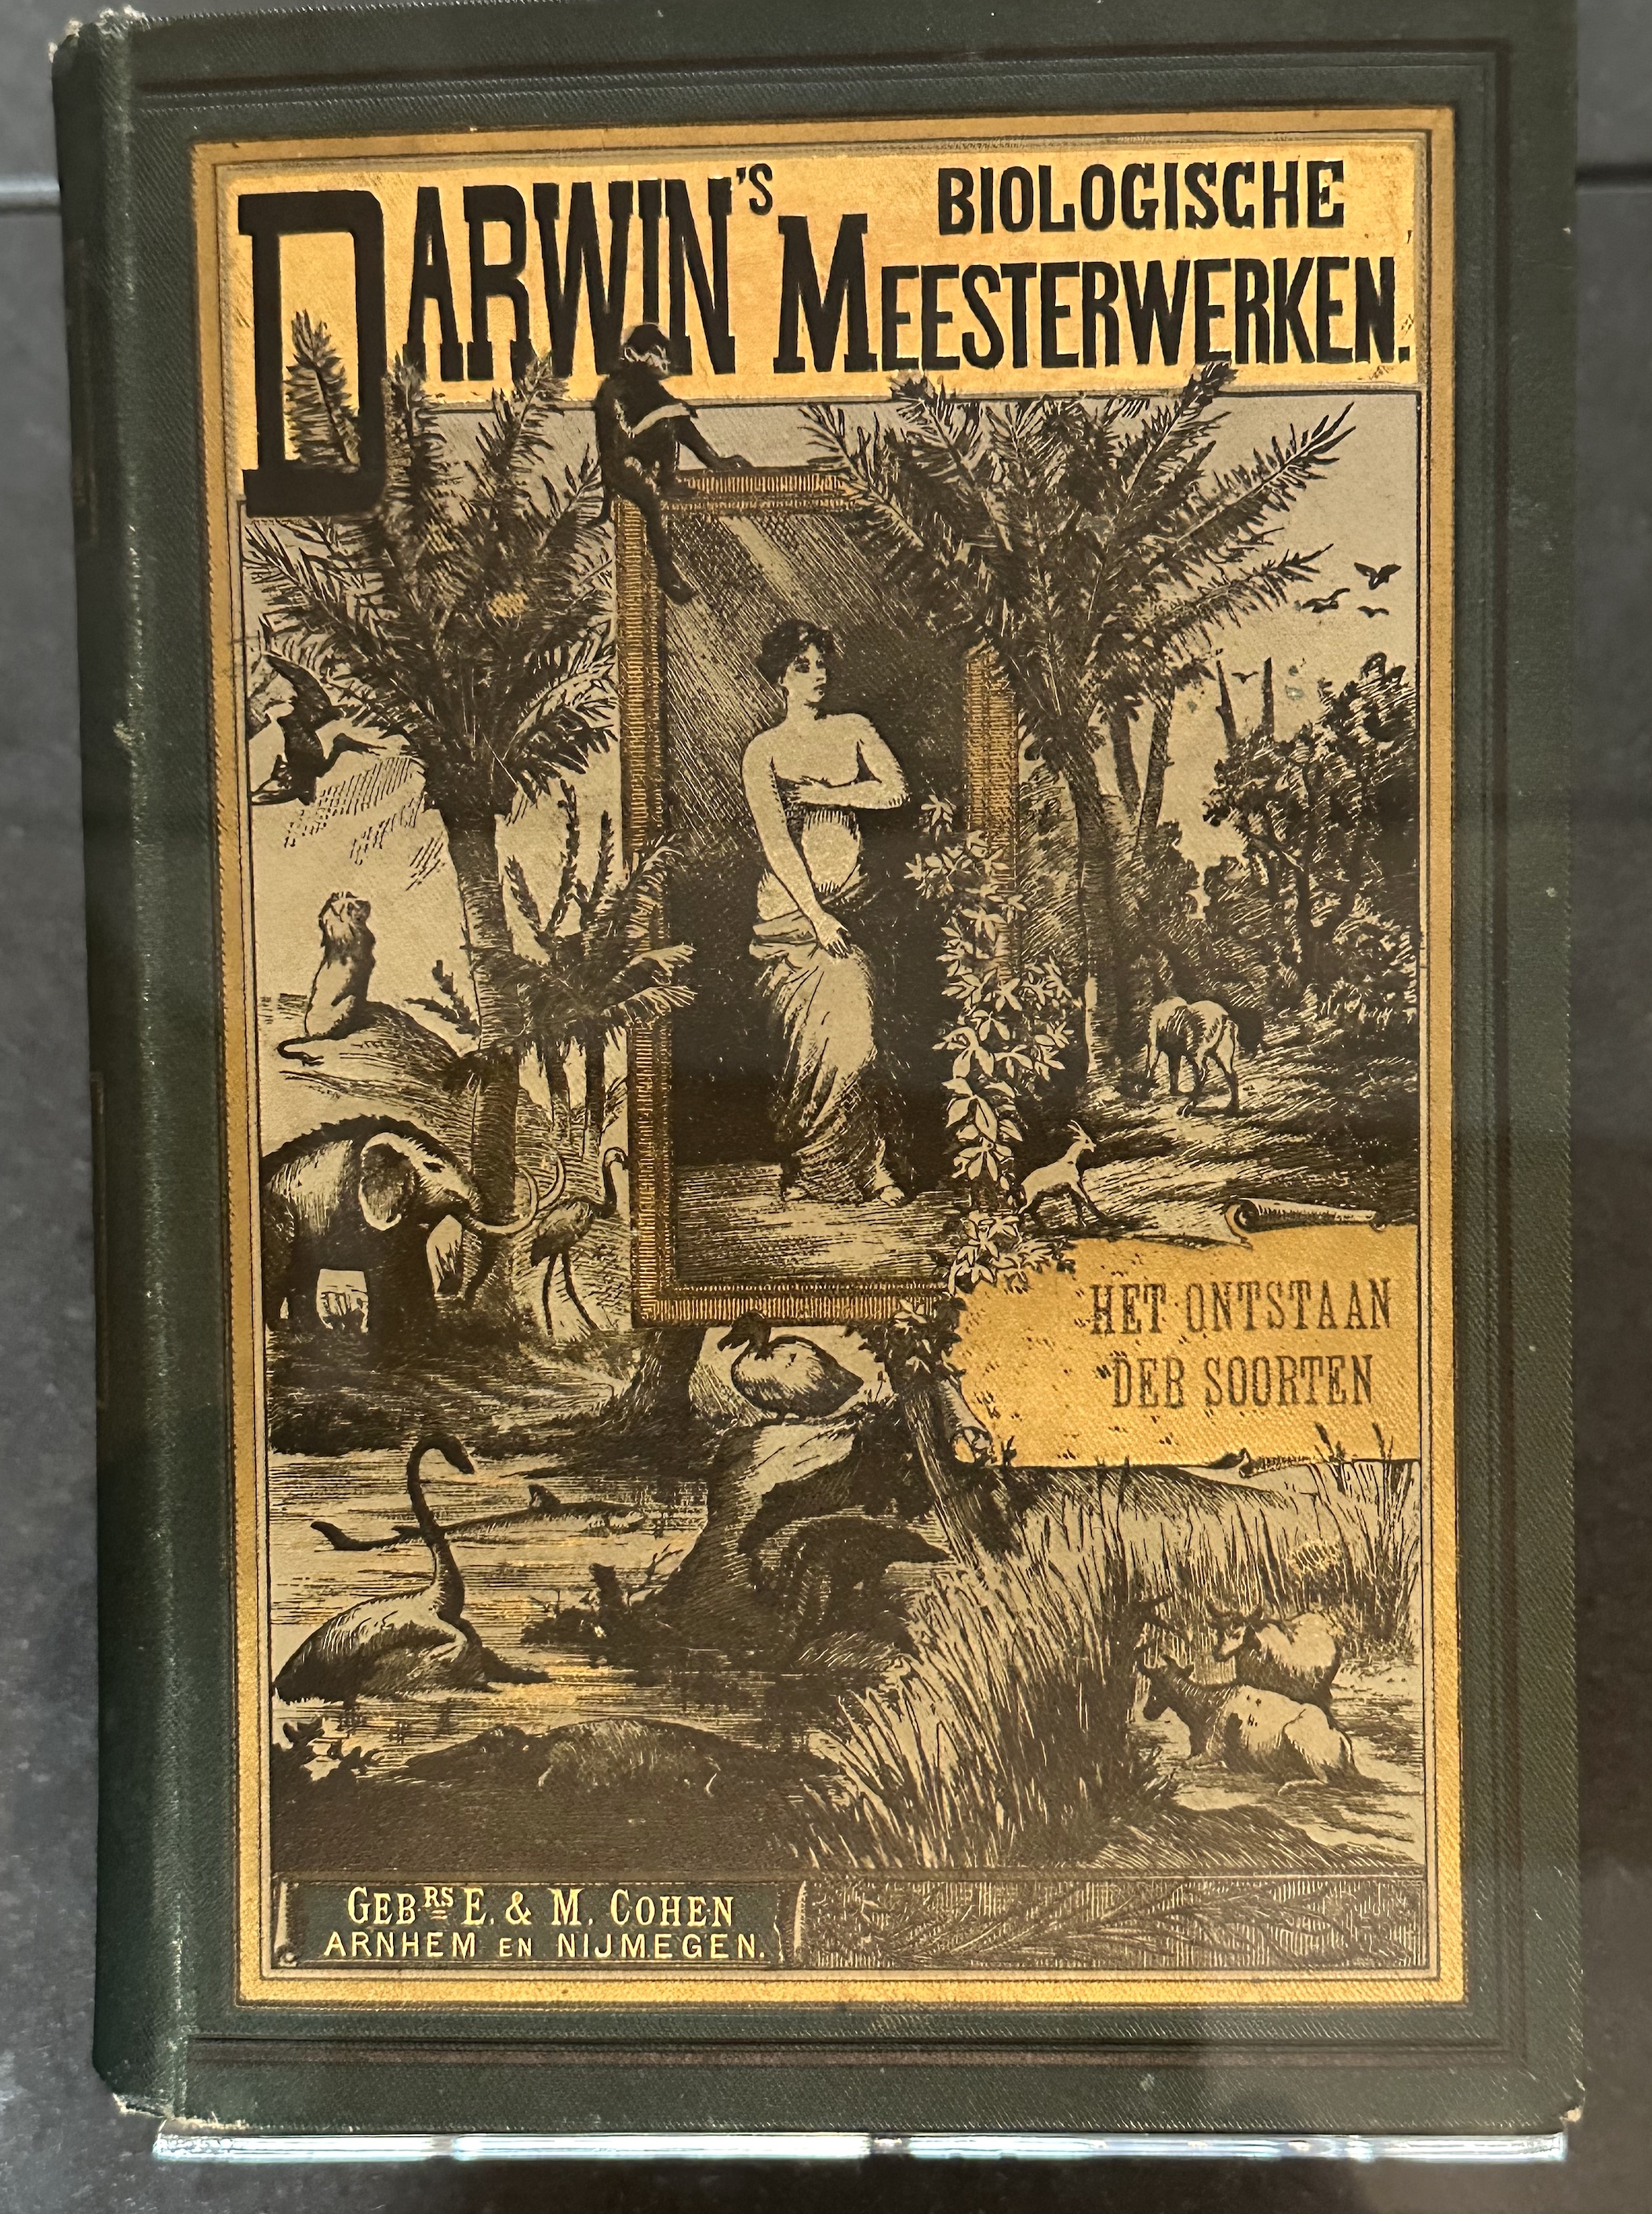 DARWIN'S BIOLOGISCHE
MEESTERWERKEN.
HET ONTSTAAN
DER SOORTEN
GEBRS E. & M. COHEN
ARNHEM EN NIJMEGEN.